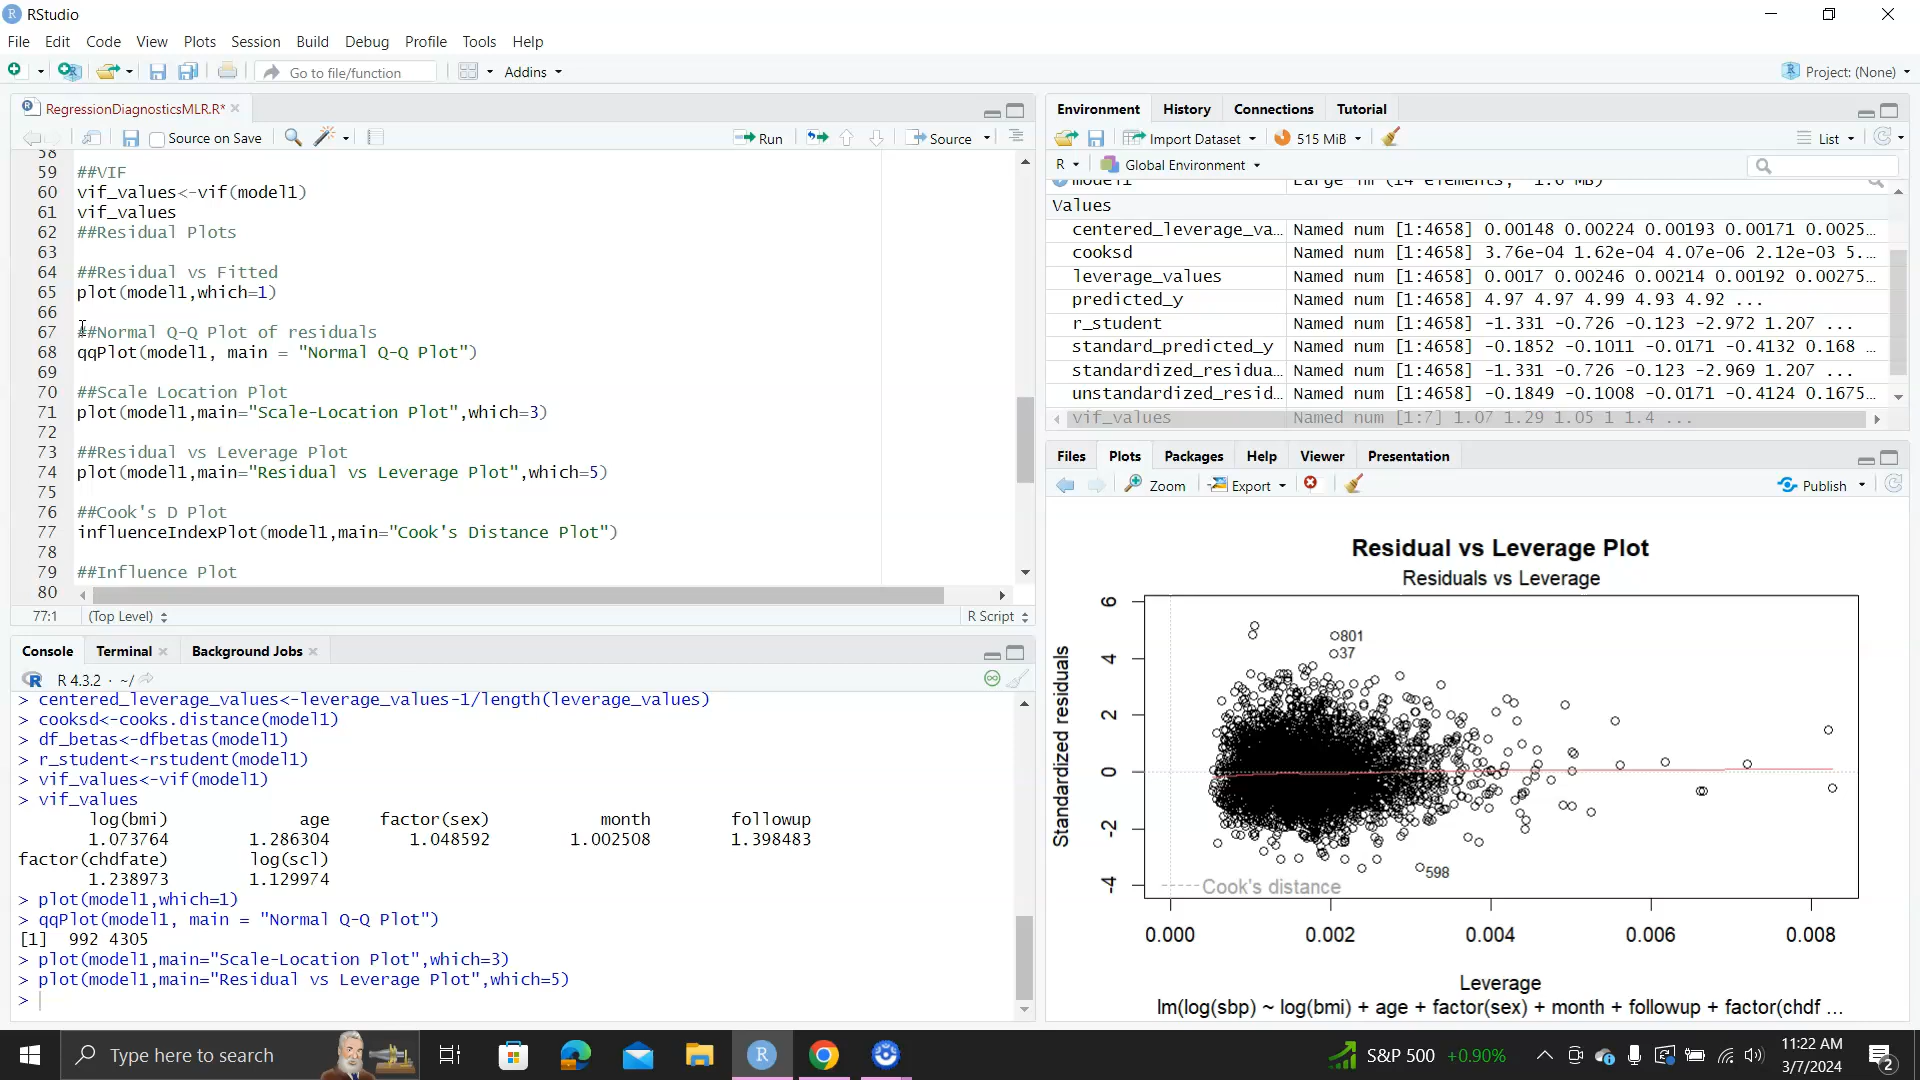 RStudio
File Edit Code View Plots Session Build Debug Profile Tools Help
Go to file/function Addins Project: (None)
RegressionDiagnosticsMLR.R*
Source on Save Run Source
58
59 ##VIF
60 vif_values<-vif(model1)
61 vif_values
62 ##Residual Plots
63
64 ##Residual vs Fitted
65 plot(model1,which=1)
66
67 ##Normal Q-Q Plot of residuals
68 qqPlot(model1, main = "Normal Q-Q Plot")
69
70 ##Scale Location Plot
71 plot(model1,main="Scale-Location Plot",which=3)
72
73 ##Residual vs Leverage Plot
74 plot(model1,main="Residual vs Leverage Plot",which=5)
75
76 ##Cook's D Plot
77 influenceIndexPlot(model1,main="Cook's Distance Plot")
78
79 ##Influence Plot
80
77:1 (Top Level) R Script
Console Terminal Background Jobs
R 4.3.2 · ~/
> centered_leverage_values<-leverage_values-1/length(leverage_values)
> cooksd<-cooks.distance(model1)
> df_betas<-dfbetas(model1)
> r_student<-rstudent(model1)
> vif_values<-vif(model1)
> vif_values
log(bmi) age factor(sex) month followup
1.073764 1.286304 1.048592 1.002508 1.398483
factor(chdfate) log(scl)
1.238973 1.129974
> plot(model1,which=1)
> qqPlot(model1, main = "Normal Q-Q Plot")
[1] 992 4305
> plot(model1,main="Scale-Location Plot",which=3)
> plot(model1,main="Residual vs Leverage Plot",which=5)
>
Environment History Connections Tutorial
Import Dataset 515 MiB List
R Global Environment
model1 Large lm (14 elements, 1.6 MB)
Values
centered_leverage_va… Named num [1:4658] 0.00148 0.00224 0.00193 0.00171 0.0025…
cooksd Named num [1:4658] 3.76e-04 1.62e-04 4.07e-06 2.12e-03 5.…
leverage_values Named num [1:4658] 0.0017 0.00246 0.00214 0.00192 0.00275…
predicted_y Named num [1:4658] 4.97 4.97 4.99 4.93 4.92 ...
r_student Named num [1:4658] -1.331 -0.726 -0.123 -2.972 1.207 ...
standard_predicted_y Named num [1:4658] -0.1852 -0.1011 -0.0171 -0.4132 0.168 …
standardized_residua… Named num [1:4658] -1.331 -0.726 -0.123 -2.969 1.207 ...
unstandardized_resid… Named num [1:4658] -0.1849 -0.1008 -0.0171 -0.4124 0.1675…
vif_values Named num [1:7] 1.07 1.29 1.05 1 1.4 ...
Files Plots Packages Help Viewer Presentation
Zoom Export Publish
Residual vs Leverage Plot
Residuals vs Leverage
Standardized residuals
6
4
2
0
-2
-4
801
37
598
Cook's distance
0.000 0.002 0.004 0.006 0.008
Leverage
lm(log(sbp) ~ log(bmi) + age + factor(sex) + month + followup + factor(chdf ...
Type here to search
S&P 500 +0.90%
11:22 AM
3/7/2024
2